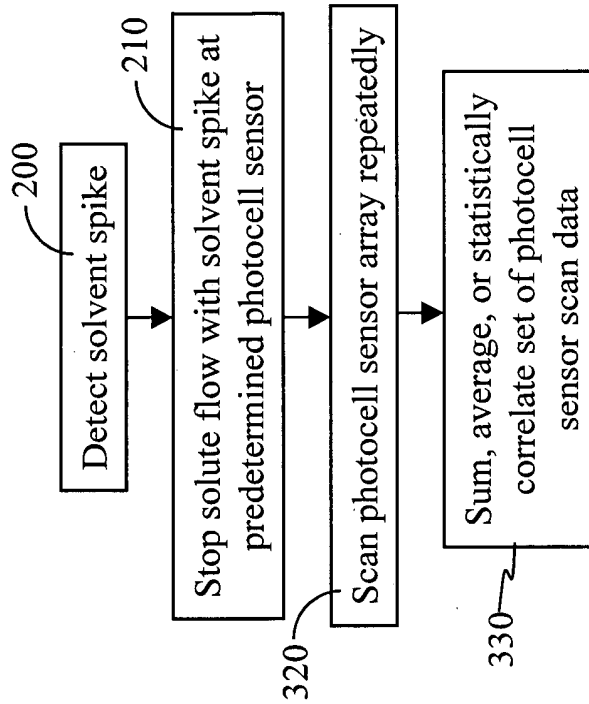 200
Detect solvent spike
210
Stop solute flow with solvent spike at
predetermined photocell sensor
320
Scan photocell sensor array repeatedly
330
Sum, average, or statistically
correlate set of photocell
sensor scan data